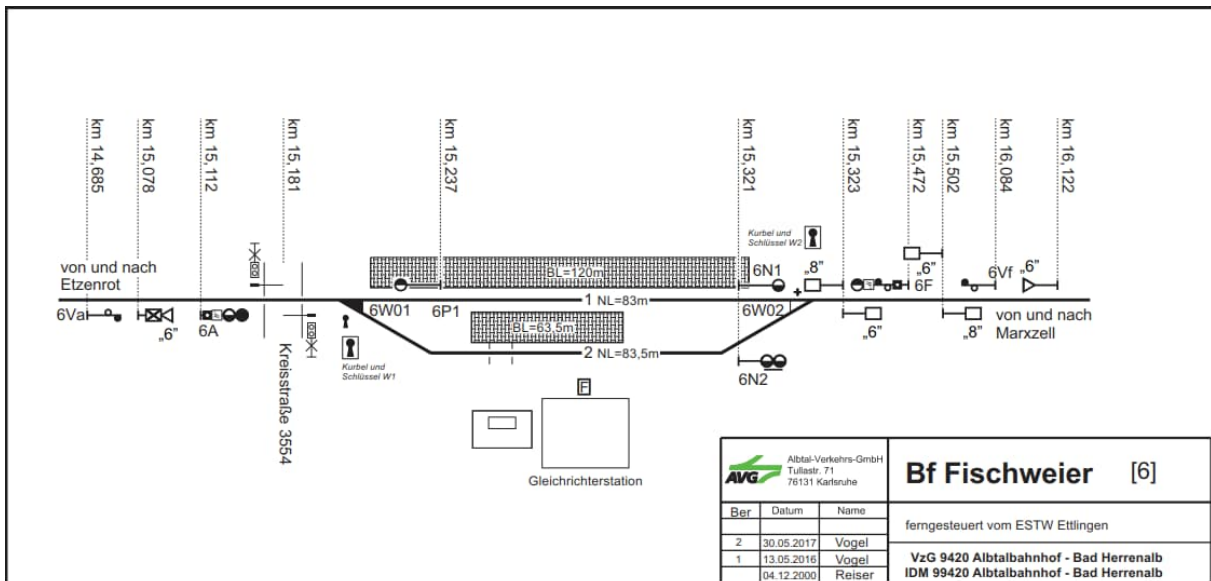 km 14,685
km 15,078
km 15,112
km 15,181
km 15,237
km 15,321
km 15,323
km 15,472
km 15,502
km 16,084
km 16,122
von und nach
Etzenrot
Kurbel und
Schlüssel W2
BL=120m
6N1
„8”
„6”
6F
6Vf
„6”
1 NL=83m
6Va
„6”
6A
6W01
6P1
6W02
„6”
„8”
von und nach
Marxzell
BL=63,5m
2 NL=83,5m
Kurbel und
Schlüssel W1
6N2
Kreisstraße 3554
F
Gleichrichterstation
AVG
Albtal-Verkehrs-GmbH
Tullastr. 71
76131 Karlsruhe
Bf Fischweier [6]
Ber Datum Name
ferngesteuert vom ESTW Ettlingen
2 30.05.2017 Vogel
1 13.05.2016 Vogel
04.12.2000 Reiser
VzG 9420 Albtalbahnhof - Bad Herrenalb
IDM 99420 Albtalbahnhof - Bad Herrenalb